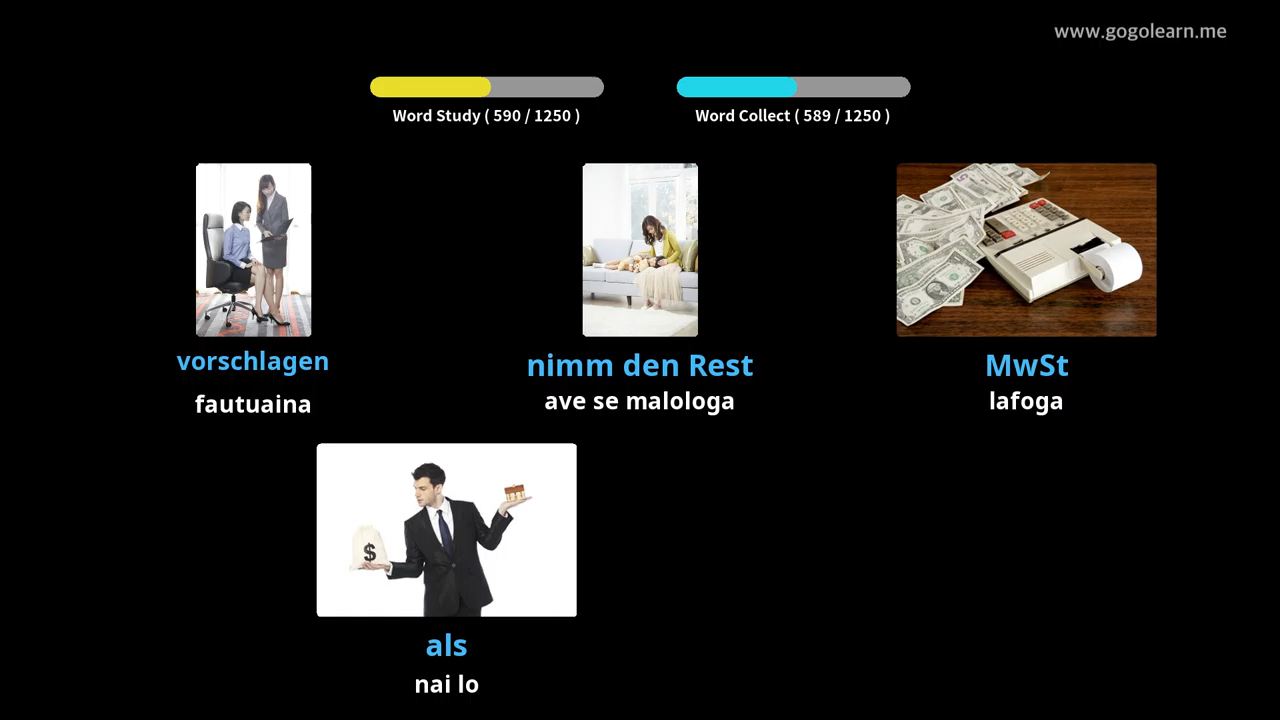 www.gogolearn.me
Word Study ( 590 / 1250 )
Word Collect ( 589 / 1250 )
vorschlagen
fautuaina
nimm den Rest
ave se malologa
MwSt
lafoga
$
als
nai lo